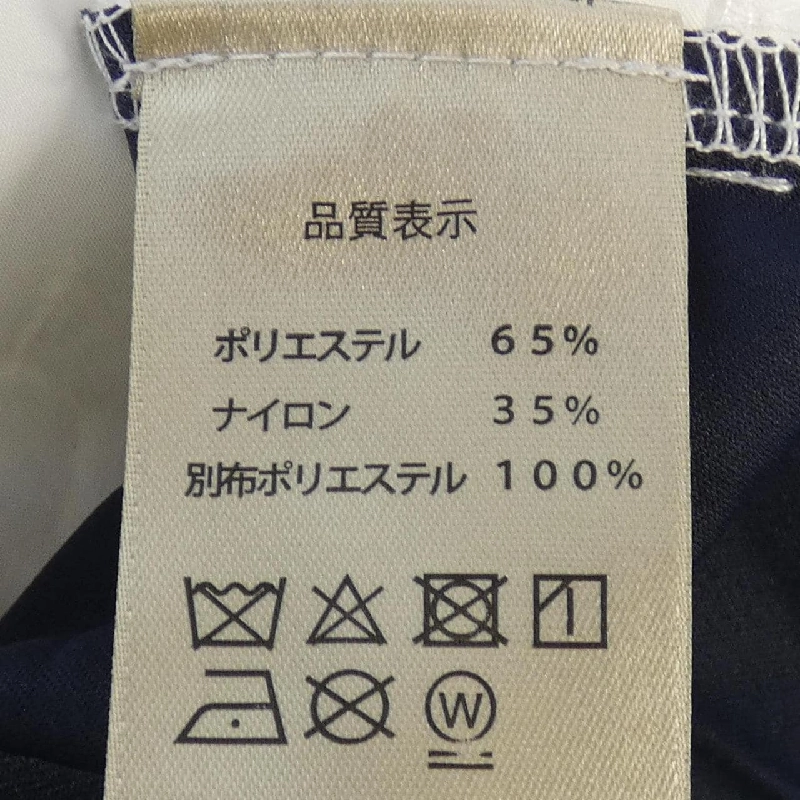 品質表示
ポリエステル ６５％
ナイロン ３５％
別布ポリエステル １００％
W